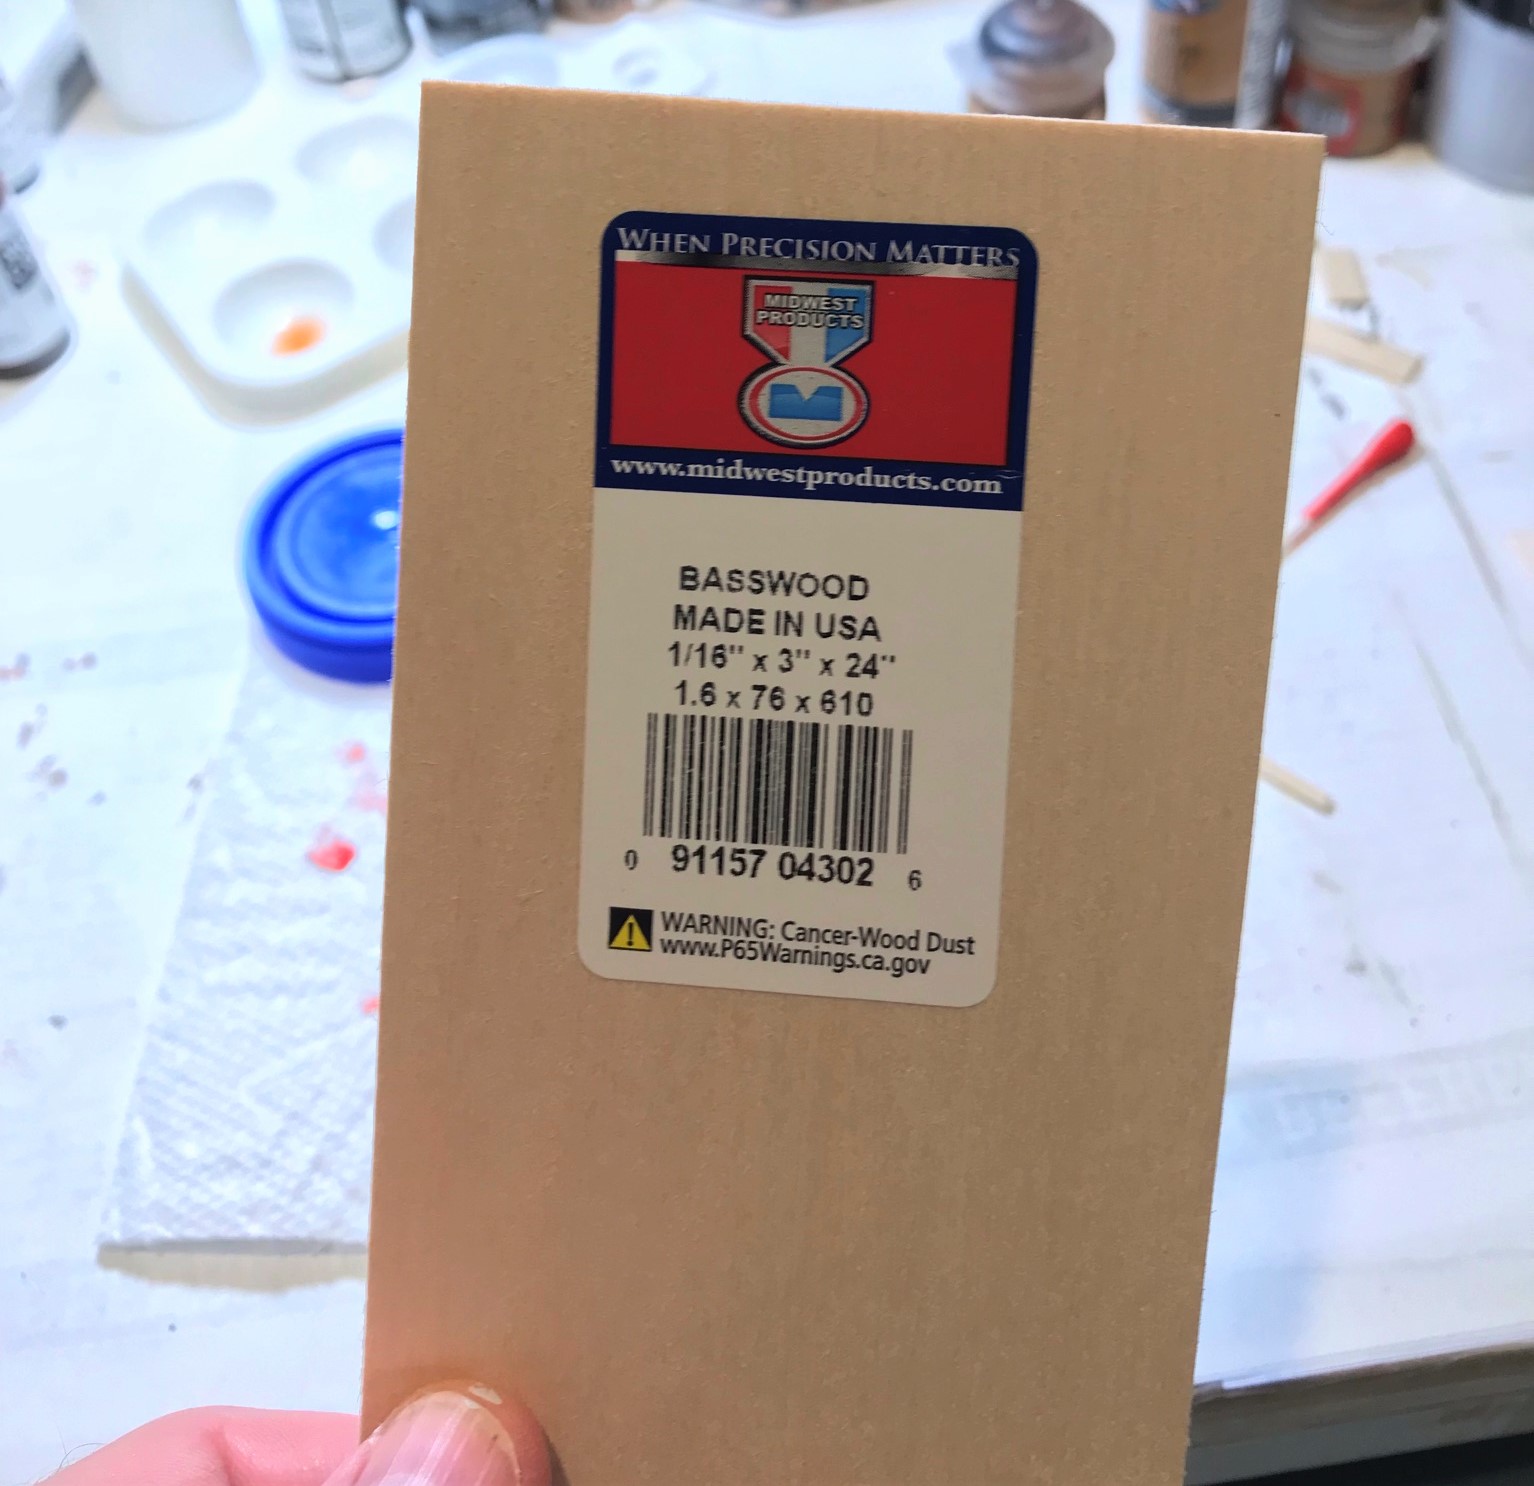 WHEN PRECISION MATTERS
MIDWEST
PRODUCTS
www.midwestproducts.com
BASSWOOD
MADE IN USA
1/16" x 3" x 24"
1.6 x 76 x 610
0 91157 04302 6
WARNING: Cancer-Wood Dust
www.P65Warnings.ca.gov